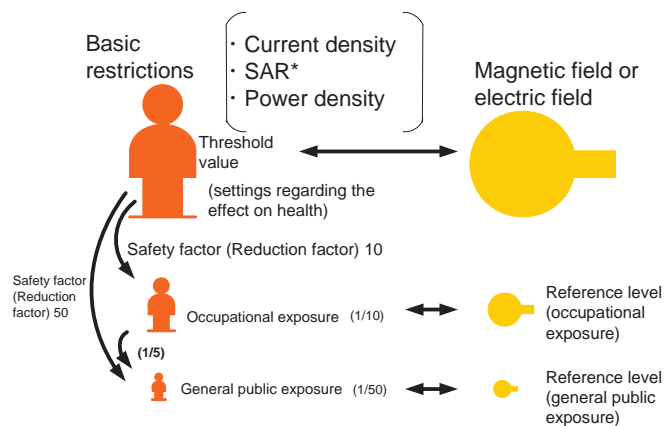 Basic
restrictions
· Current density
· SAR*
· Power density
Magnetic field or
electric field
Threshold
value
(settings regarding the
effect on health)
Safety factor (Reduction factor) 10
Safety factor
(Reduction
factor) 50
Occupational exposure (1/10)
Reference level
(occupational
exposure)
(1/5)
General public exposure (1/50)
Reference level
(general public
exposure)